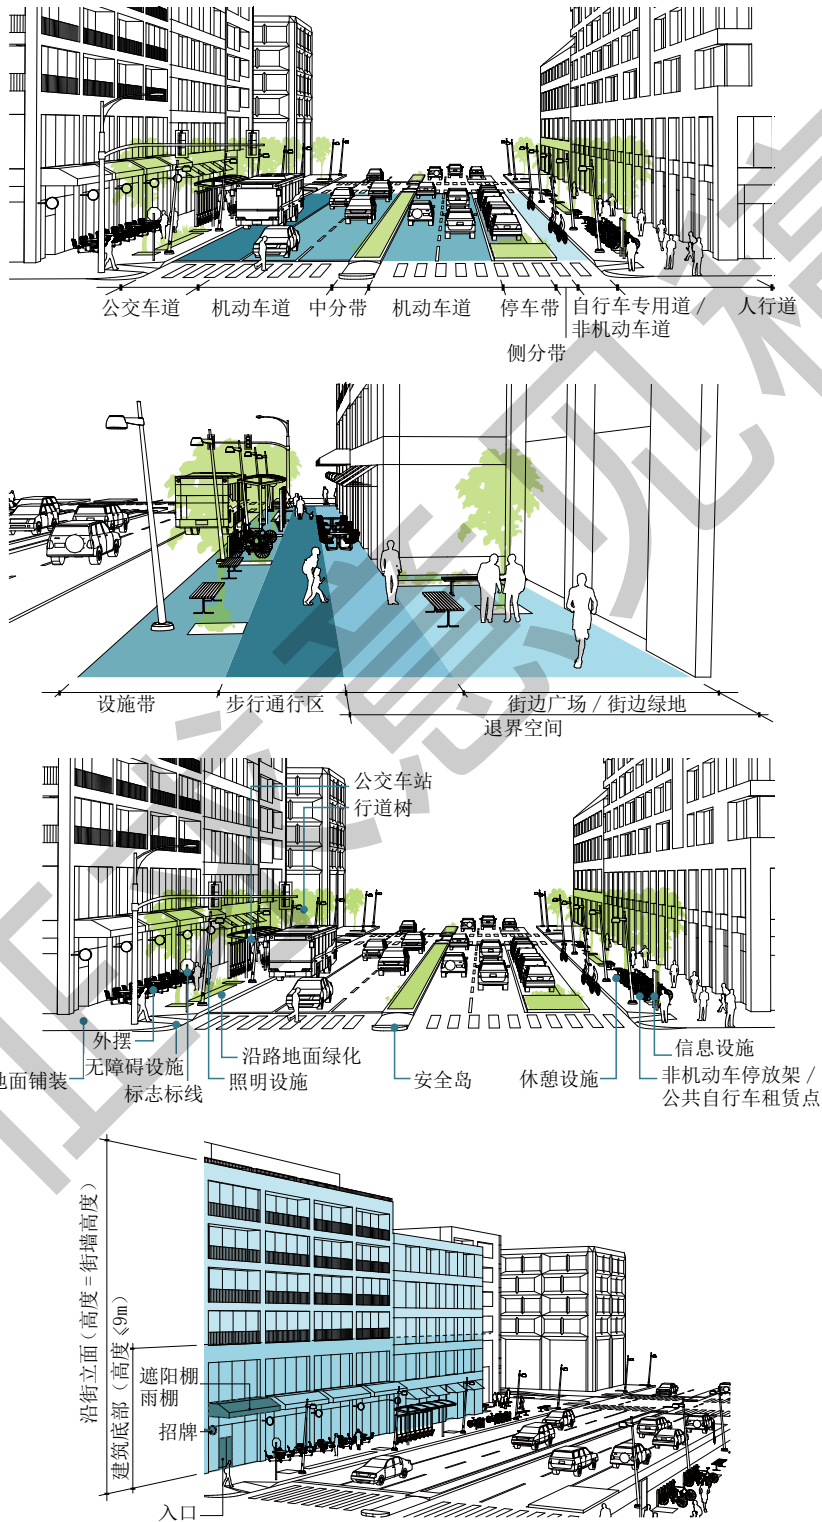 公交车道 机动车道 中分带 机动车道 停车带 自行车专用道 / 人行道
非机动车道
侧分带
设施带 步行通行区 街边广场 / 街边绿地
退界空间
公交车站
行道树
外摆
无障碍设施
地面铺装
标志标线
沿路地面绿化
照明设施
安全岛
休憩设施
信息设施
非机动车停放架 /
公共自行车租赁点
沿街立面（高度 = 街墙高度）
建筑底部（高度≤9m）
遮阳棚
雨棚
招牌
入口
征求意见稿